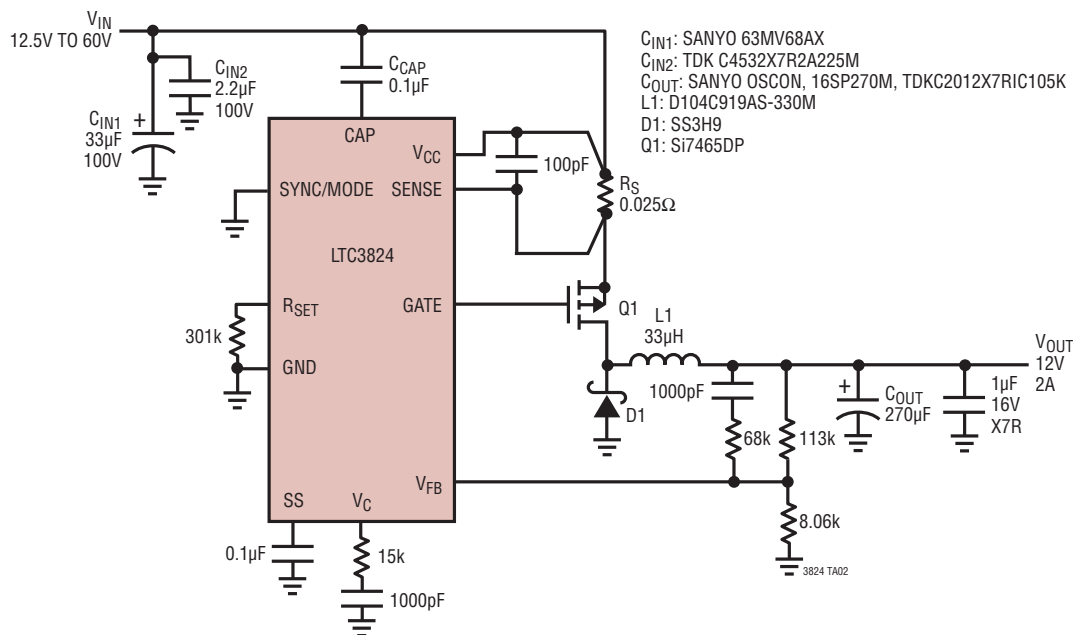 VIN
12.5V TO 60V
CIN2
2.2µF
100V
CIN1
33µF
100V
+
CCAP
0.1µF
CIN1: SANYO 63MV68AX
CIN2: TDK C4532X7R2A225M
COUT: SANYO OSCON, 16SP270M, TDKC2012X7RIC105K
L1: D104C919AS-330M
D1: SS3H9
Q1: Si7465DP
CAP
VCC
SYNC/MODE
SENSE
100pF
RS
0.025Ω
LTC3824
RSET
GATE
301k
GND
Q1
L1
33µH
VOUT
12V
2A
1000pF
D1
68k
113k
+
COUT
270µF
1µF
16V
X7R
VFB
SS
VC
8.06k
0.1µF
15k
1000pF
3824 TA02